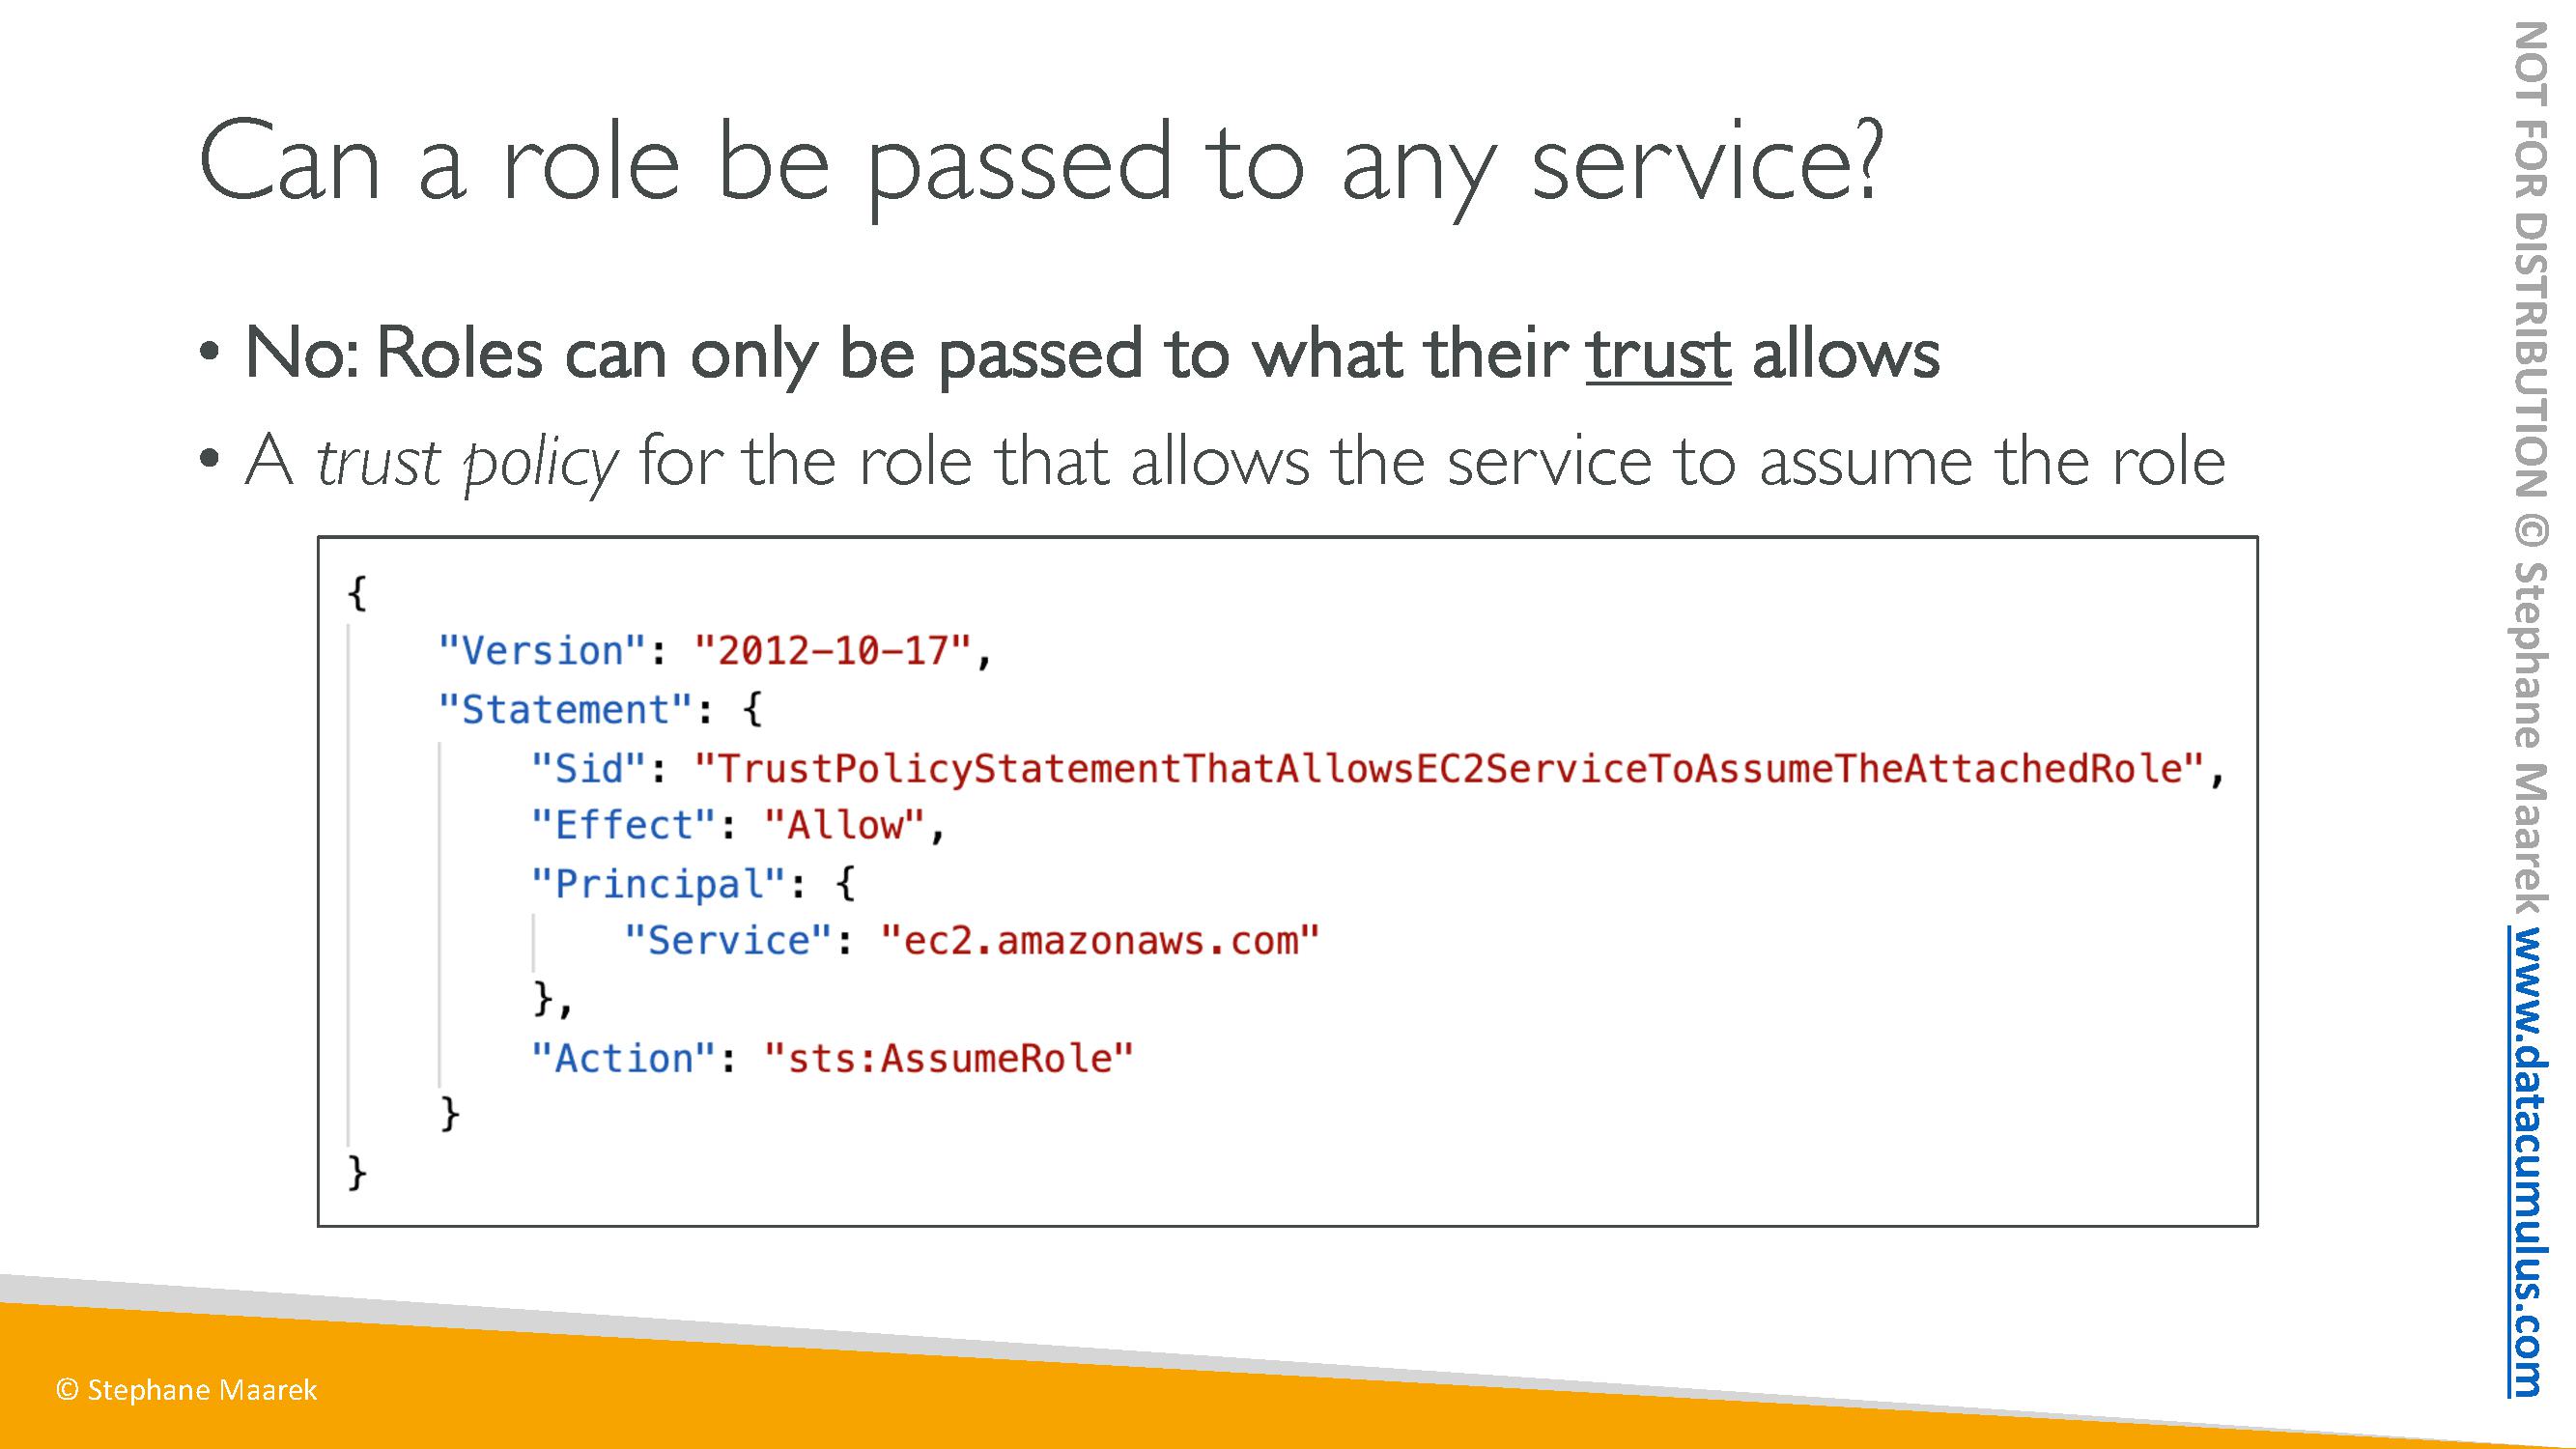 Can a role be passed to any service?
• No: Roles can only be passed to what their trust allows
• A trust policy for the role that allows the service to assume the role
{
    "Version": "2012-10-17",
    "Statement": {
        "Sid": "TrustPolicyStatementThatAllowsEC2ServiceToAssumeTheAttachedRole",
        "Effect": "Allow",
        "Principal": {
            "Service": "ec2.amazonaws.com"
        },
        "Action": "sts:AssumeRole"
    }
}
© Stephane Maarek
NOT FOR DISTRIBUTION © Stephane Maarek www.datacumulus.com